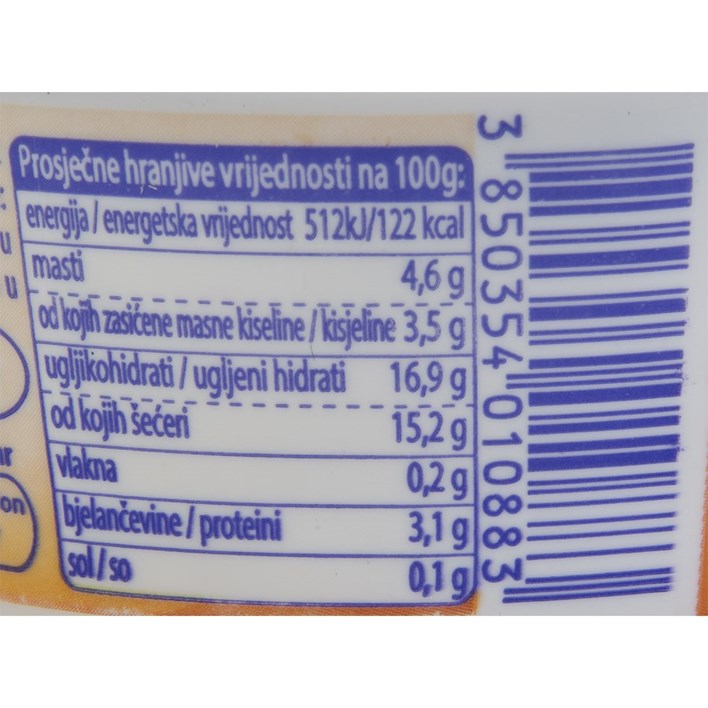 Prosječne hranjive vrijednosti na 100g:
energija / energetska vrijednost 512kJ/122 kcal
masti 4,6 g
od kojih zasićene masne kiseline / kisjeline 3,5 g
ugljikohidrati / ugljeni hidrati 16,9 g
od kojih šećeri 15,2 g
vlakna 0,2 g
bjelančevine / proteini 3,1 g
sol / so 0,1 g
3 850354 010883
u
u
on